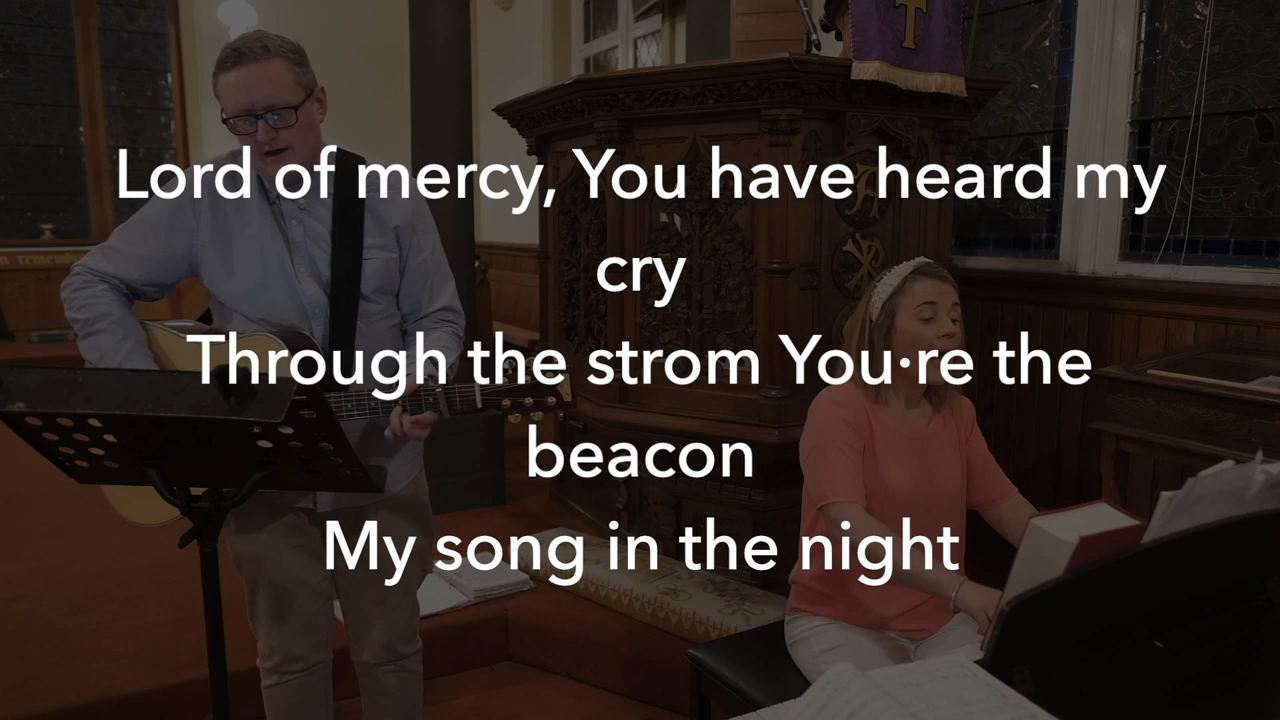 Lord of mercy, You have heard my
cry
Through the strom You·re the
beacon
My song in the night